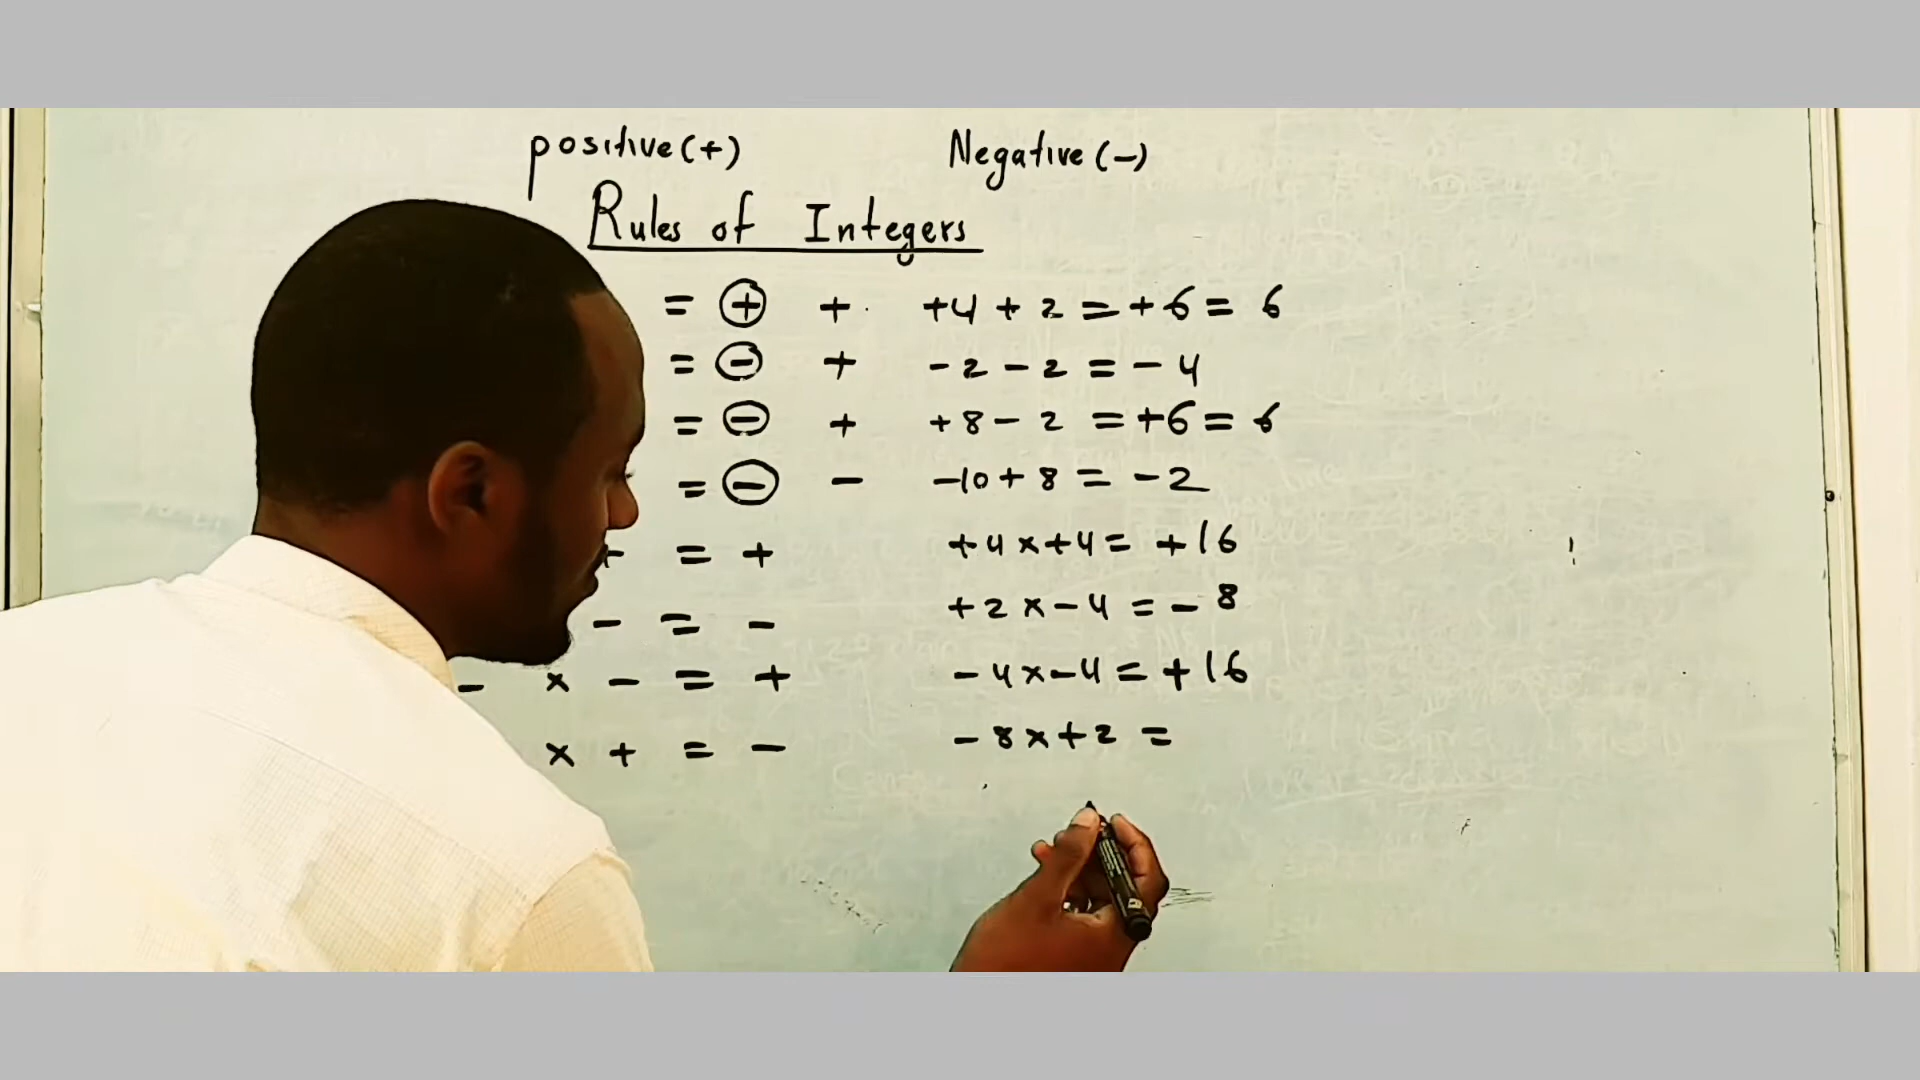 positive (+) Negative (-)
Rules of Integers
= + + +4 + 2 = +6 = 6
= - + -2 - 2 = -4
= - + +8 - 2 = +6 = 6
= - - -10 + 8 = -2
= + +4 x +4 = +16
- = - +2 x -4 = -8
- x - = + -4 x -4 = +16
x + = - -8 x +2 =